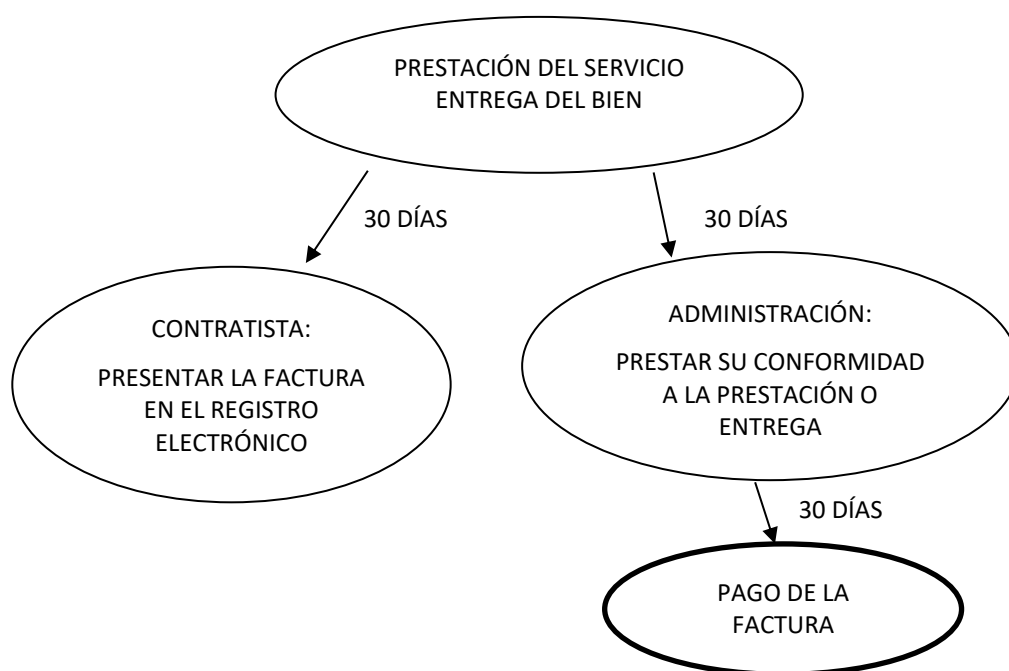 PRESTACIÓN DEL SERVICIO
ENTREGA DEL BIEN
30 DÍAS
30 DÍAS
CONTRATISTA:
PRESENTAR LA FACTURA
EN EL REGISTRO
ELECTRÓNICO
ADMINISTRACIÓN:
PRESTAR SU CONFORMIDAD
A LA PRESTACIÓN O
ENTREGA
30 DÍAS
PAGO DE LA
FACTURA